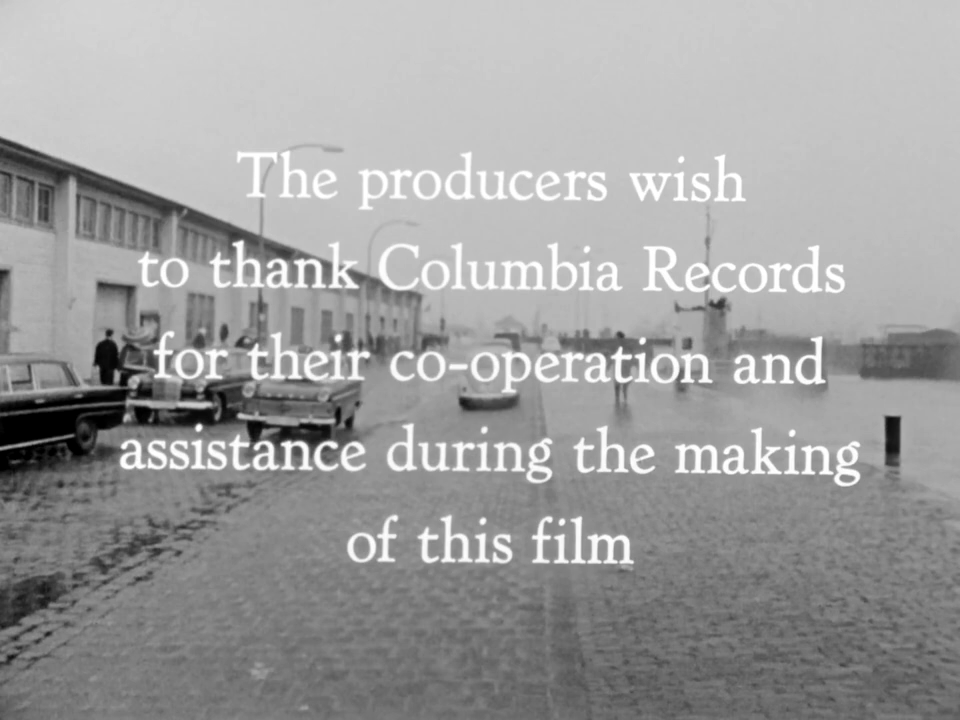 The producers wish
to thank Columbia Records
for their co-operation and
assistance during the making
of this film